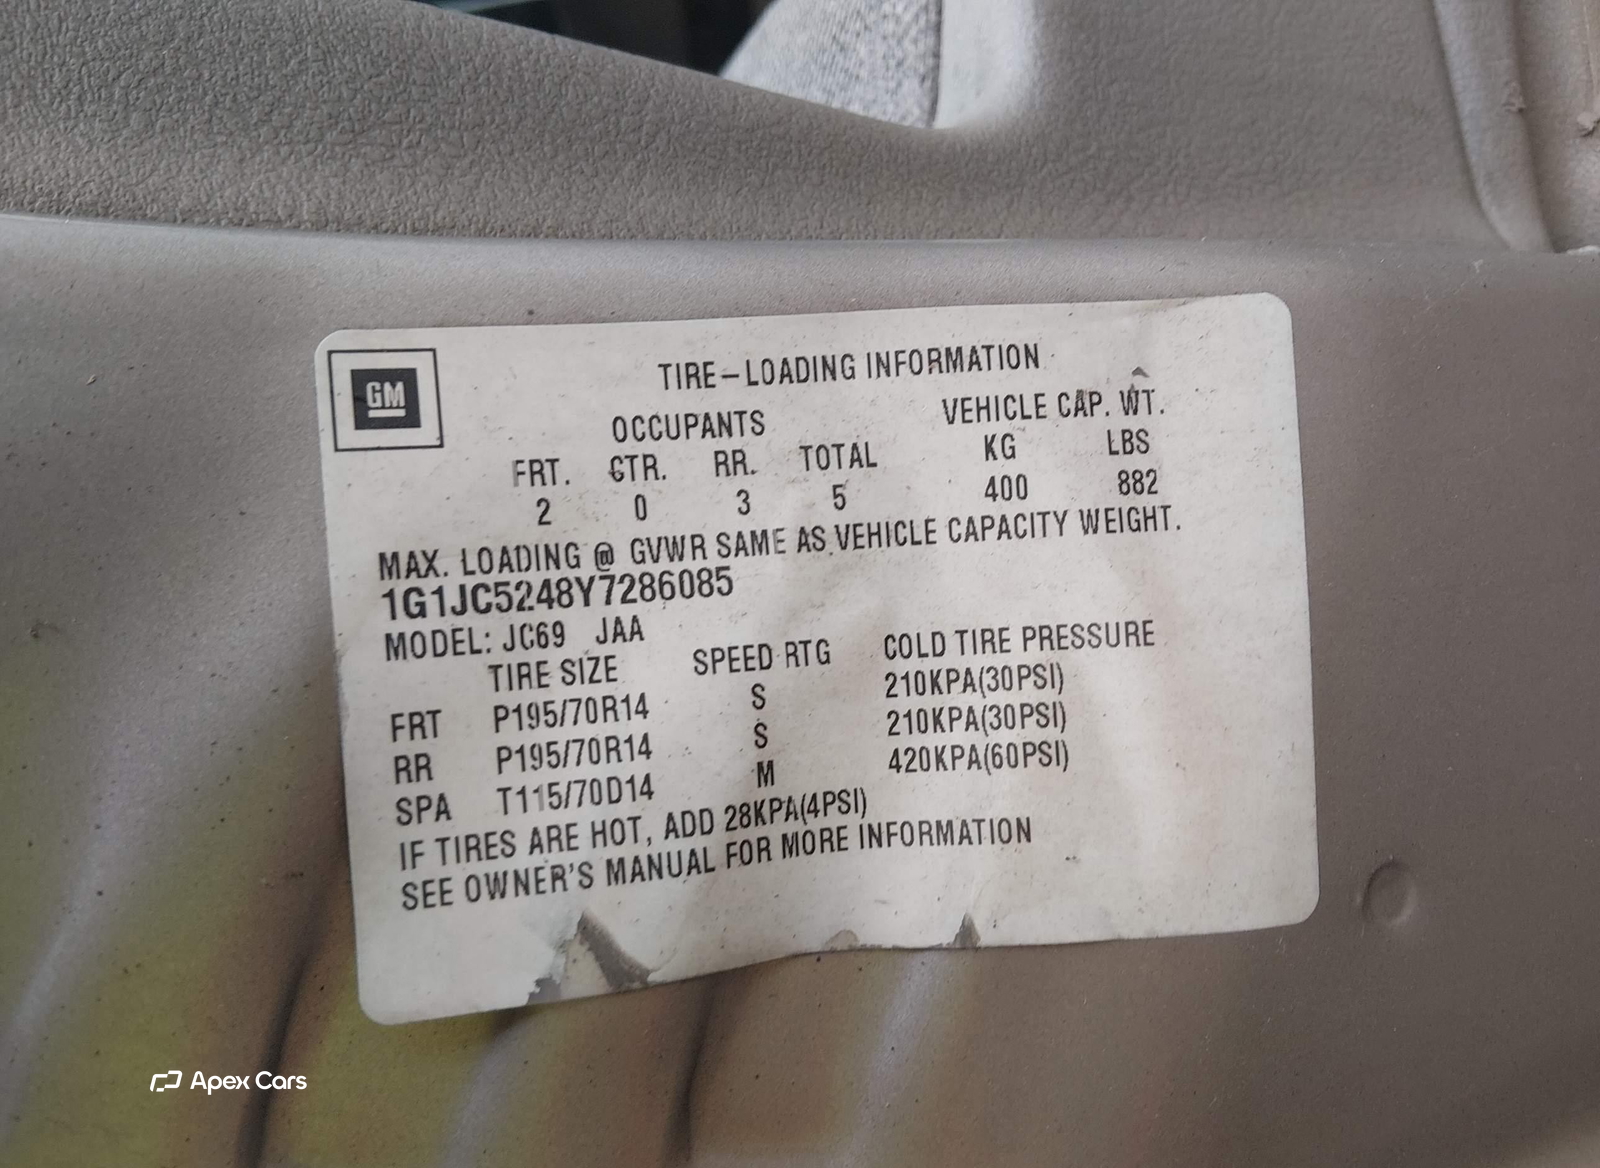 GM
TIRE-LOADING INFORMATION
OCCUPANTS VEHICLE CAP. WT.
FRT. CTR. RR. TOTAL KG LBS
2 0 3 5 400 882
MAX. LOADING @ GVWR SAME AS VEHICLE CAPACITY WEIGHT.
1G1JC5248Y7286085
MODEL: JC69 JAA
TIRE SIZE SPEED RTG COLD TIRE PRESSURE
FRT P195/70R14 S 210KPA(30PSI)
RR P195/70R14 S 210KPA(30PSI)
SPA T115/70D14 M 420KPA(60PSI)
IF TIRES ARE HOT, ADD 28KPA(4PSI)
SEE OWNER'S MANUAL FOR MORE INFORMATION
Apex Cars